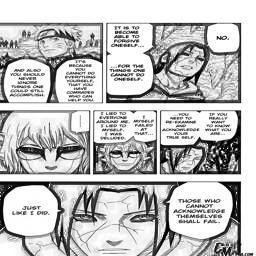 NO.
IT IS TO
BECOME
ABLE TO
FORGIVE
ONESELF...
...FOR THE
THINGS ONE
CANNOT DO
ONESELF.
IT'S
BECAUSE
YOU CANNOT DO
EVERYTHING
YOURSELF,
THAT YOU
HAVE
COMRADES
WHO CAN
HELP YOU.
AND ALSO
YOU SHOULD
NEVER
IGNORE
THINGS ONE
COULD STILL
ACCOMPLISH.
IF YOU
REALLY
WANT
TO KNOW
WHAT YOU
ARE...
YOU NEED
TO
RE-EXAMINE
AND
ACKNOWLEDGE
YOUR
TRUE SELF.
I
MYSELF
FAILED
AT
THAT...
I LIED TO
EVERYONE
AROUND
ME. I LIED
TO
MYSELF.
I WAS
DELUDED.
THOSE WHO
CANNOT
ACKNOWLEDGE
THEMSELVES
SHALL FAIL.
JUST
LIKE I DID.